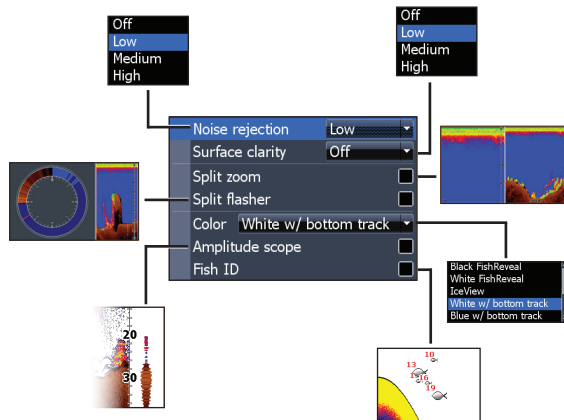 Off
Low
Medium
High
Off
Low
Medium
High
Noise rejection Low
Surface clarity Off
Split zoom
Split flasher
Color White w/ bottom track
Amplitude scope
Fish ID
Black FishReveal
White FishReveal
IceView
White w/ bottom track
Blue w/ bottom track
20
30
10
13
16
19